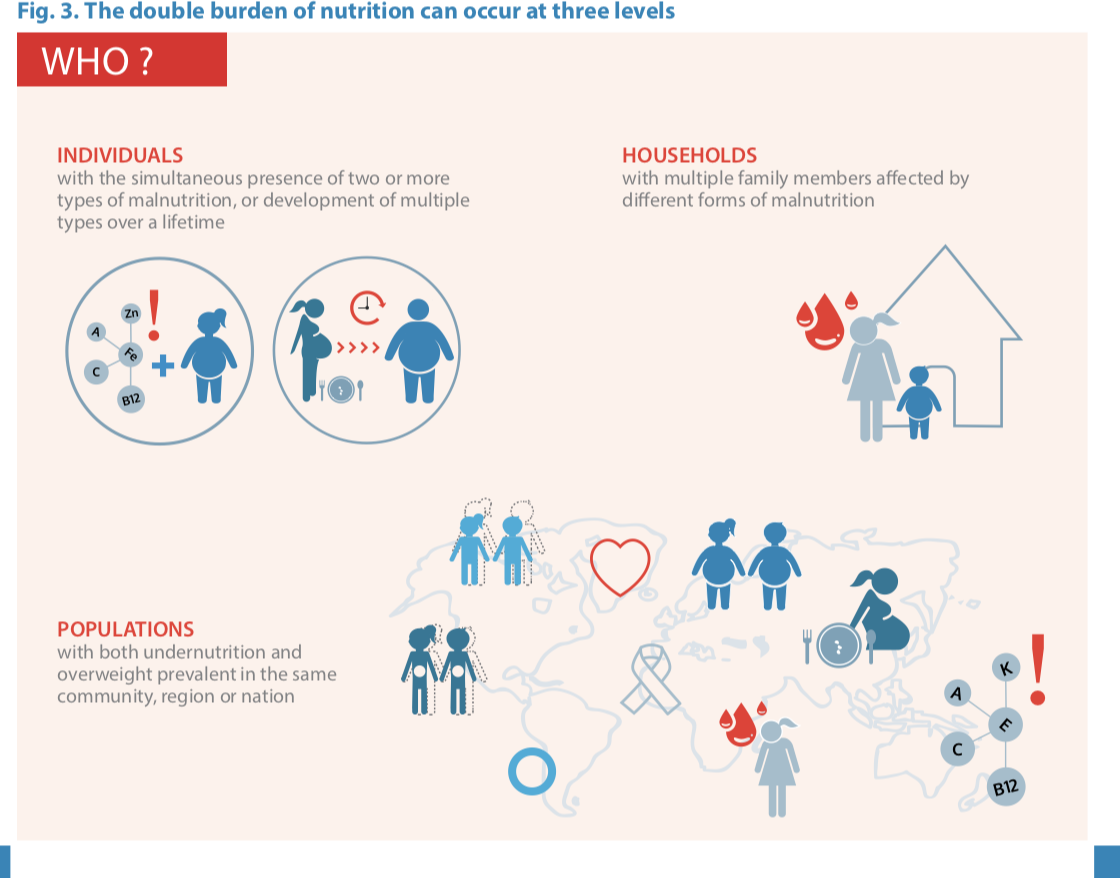 Fig. 3. The double burden of nutrition can occur at three levels
WHO ?
INDIVIDUALS
with the simultaneous presence of two or more
types of malnutrition, or development of multiple
types over a lifetime
HOUSEHOLDS
with multiple family members affected by
different forms of malnutrition
Zn
A
Fe
C
B12
POPULATIONS
with both undernutrition and
overweight prevalent in the same
community, region or nation
K
A
E
C
B12